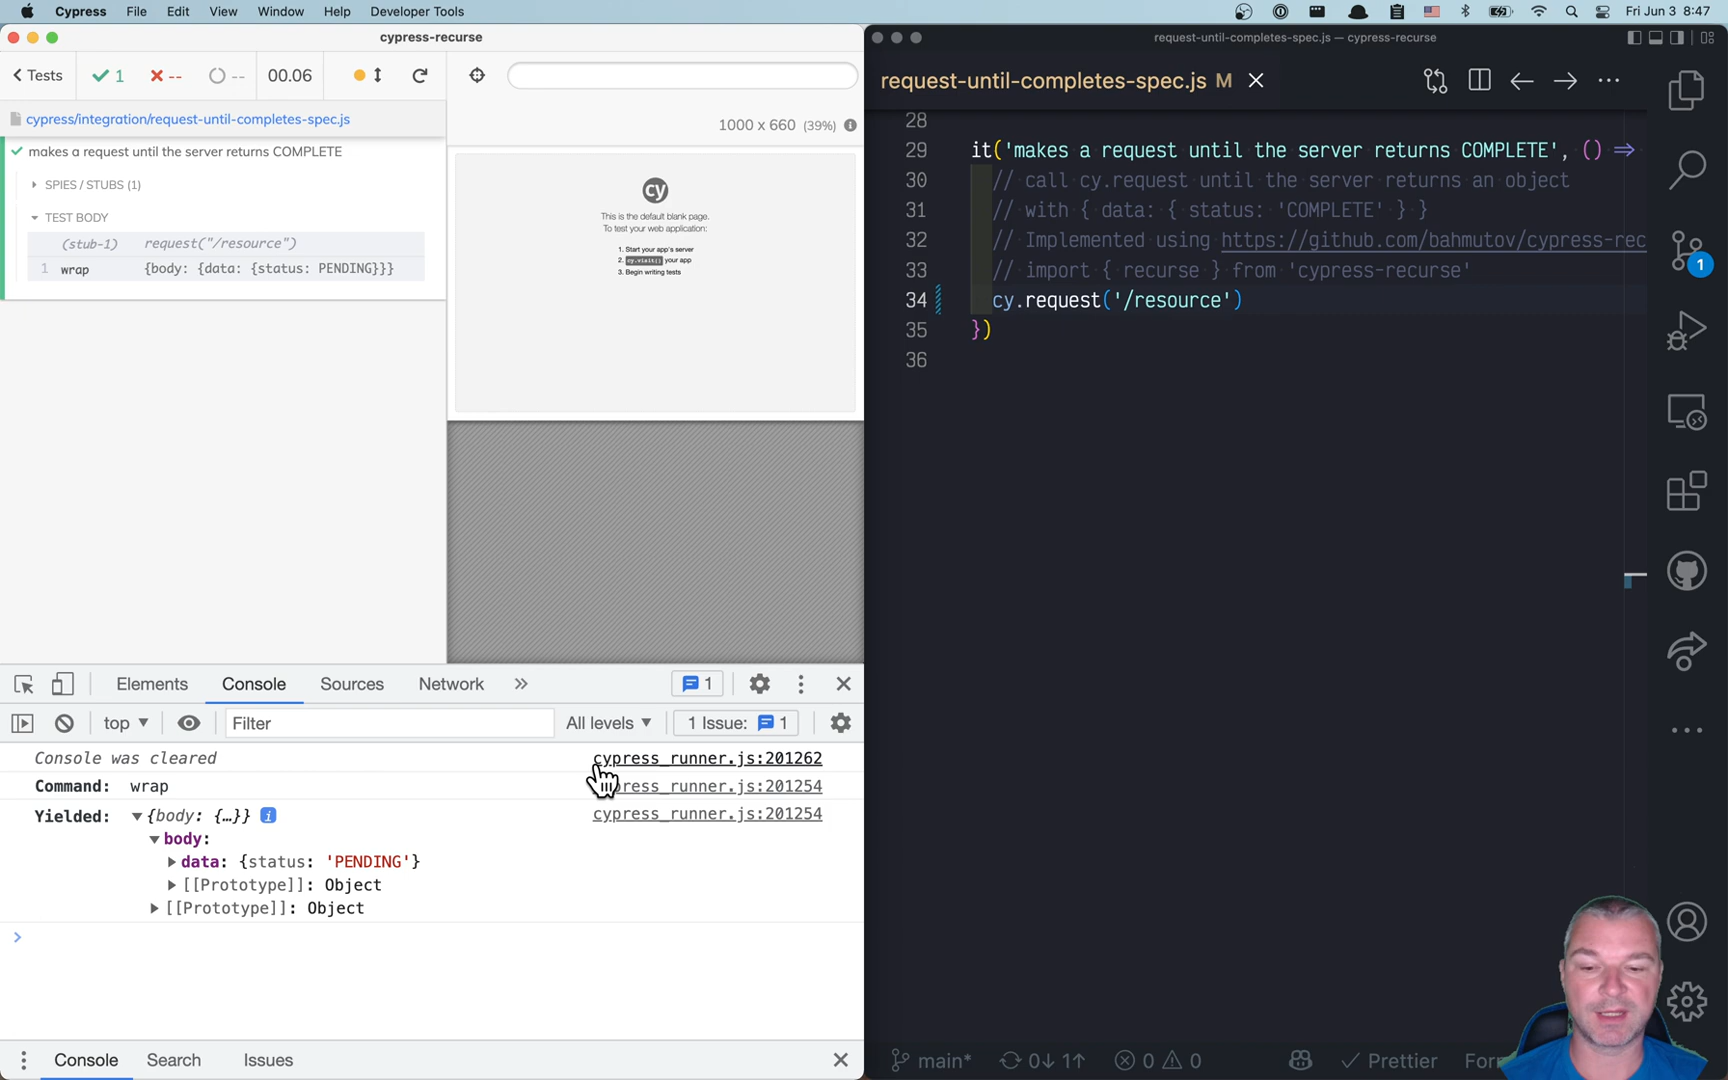 Cypress File Edit View Window Help Developer Tools
Fri Jun 3 8:47
cypress-recurse
Tests 1 -- -- 00.06
cypress/integration/request-until-completes-spec.js
makes a request until the server returns COMPLETE
SPIES / STUBS (1)
TEST BODY
(stub-1) request("/resource")
1 wrap {body: {data: {status: PENDING}}}
1000 x 660 (39%)
cy
This is the default blank page.
To test your web application:
1. Start your app's server
2. cy.visit() your app
3. Begin writing tests
Elements Console Sources Network » 1
top Filter All levels 1 Issue: 1
Console was cleared cypress_runner.js:201262
Command: wrap press_runner.js:201254
Yielded: {body: {…}} i cypress_runner.js:201254
body:
data: {status: 'PENDING'}
[[Prototype]]: Object
[[Prototype]]: Object
>
Console Search Issues
request-until-completes-spec.js — cypress-recurse
request-until-completes-spec.js M
28
29 it('makes a request until the server returns COMPLETE', () =>
30 // call cy.request until the server returns an object
31 // with { data: { status: 'COMPLETE' } }
32 // Implemented using https://github.com/bahmutov/cypress-rec
33 // import { recurse } from 'cypress-recurse'
34 cy.request('/resource')
35 })
36
1
main* 0↓ 1↑ 0 0 Prettier For